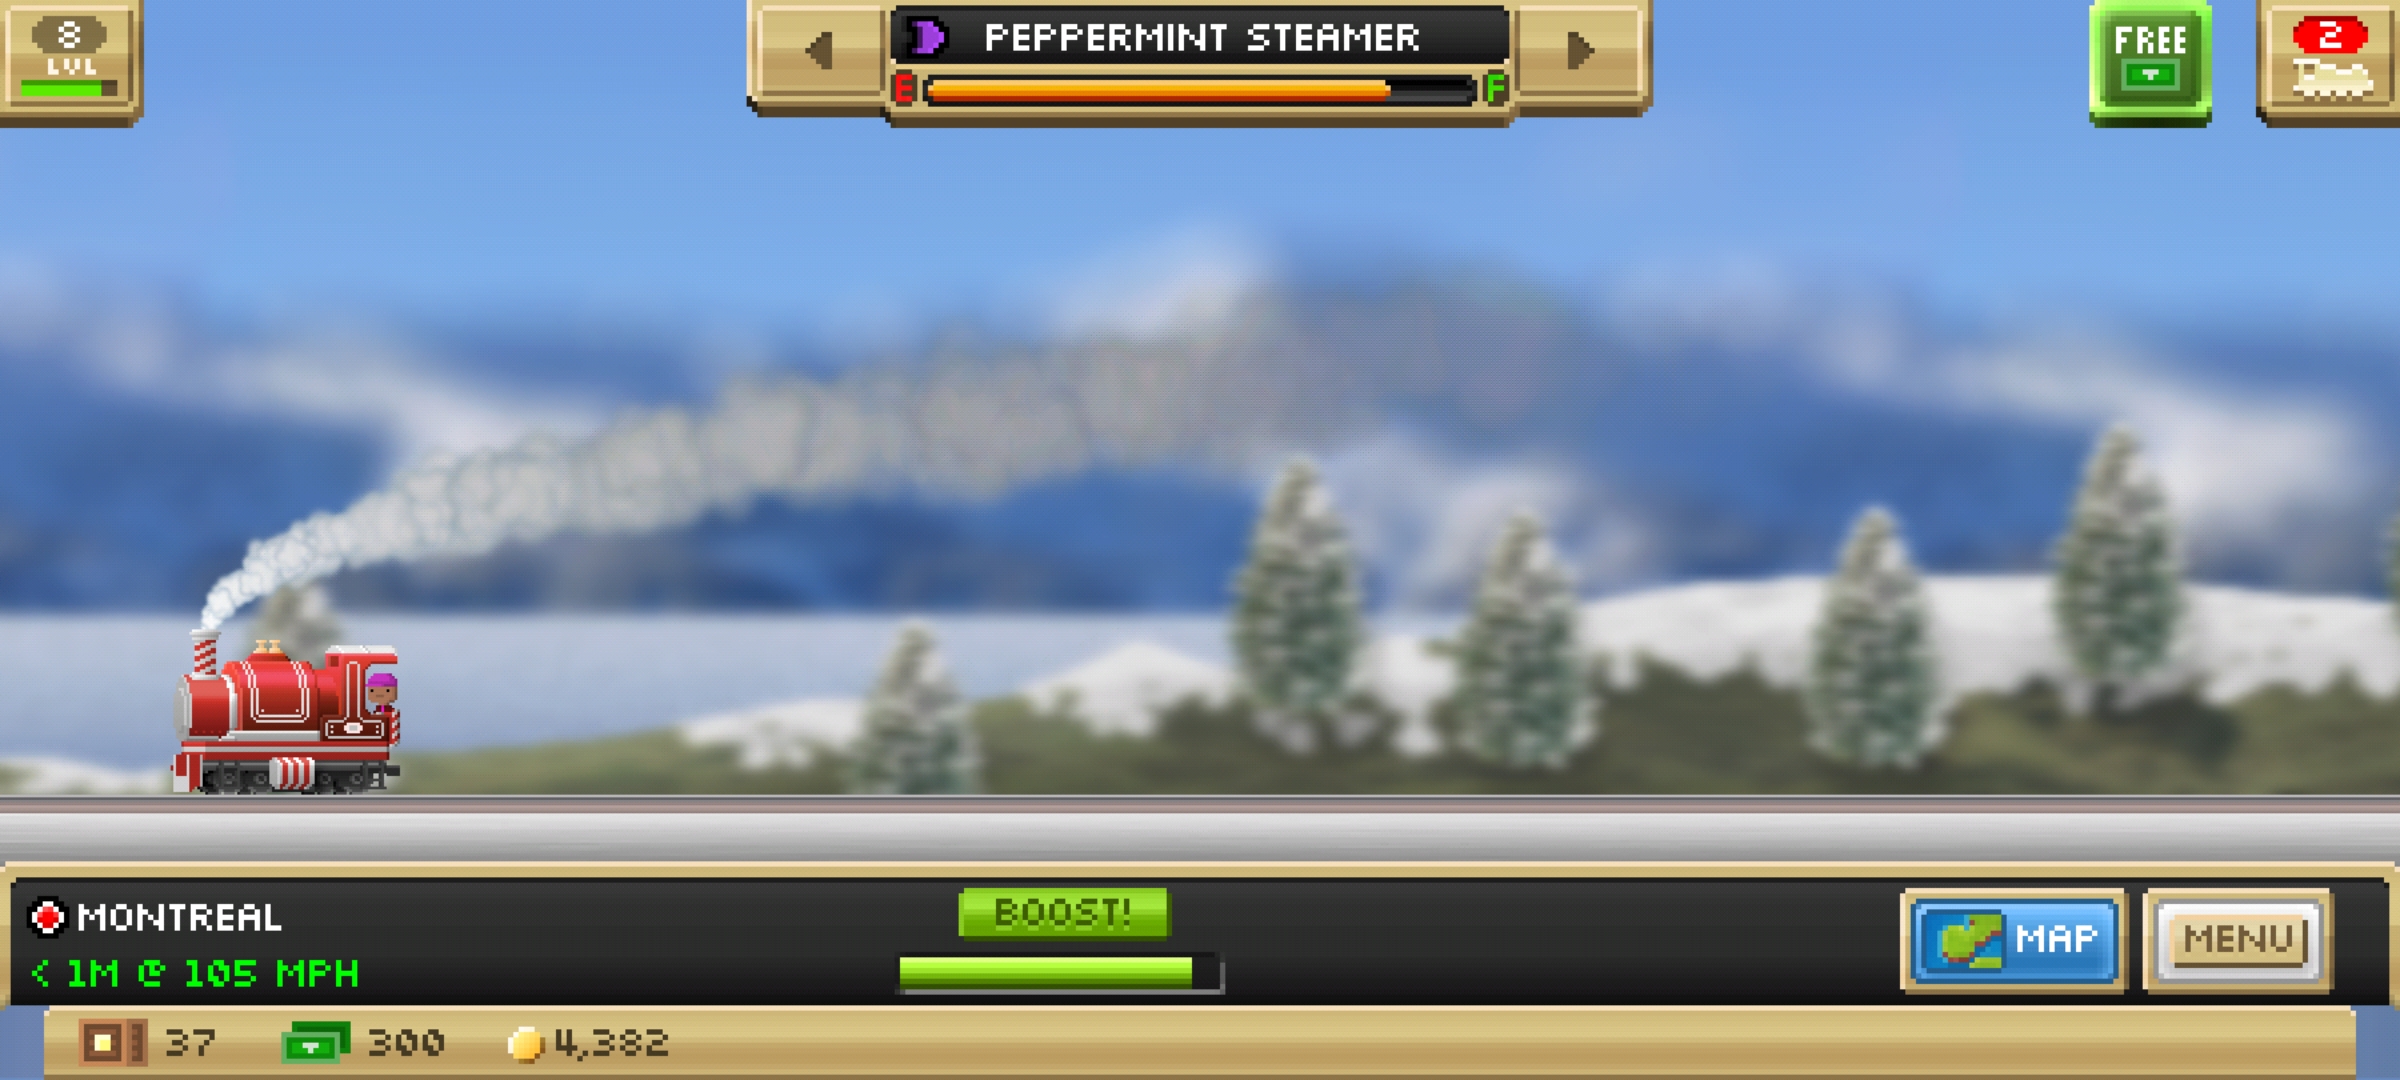 8
LVL
PEPPERMINT STEAMER
E F
FREE
2
MONTREAL
< 1M @ 105 MPH
BOOST!
MAP
MENU
37 300 4,382